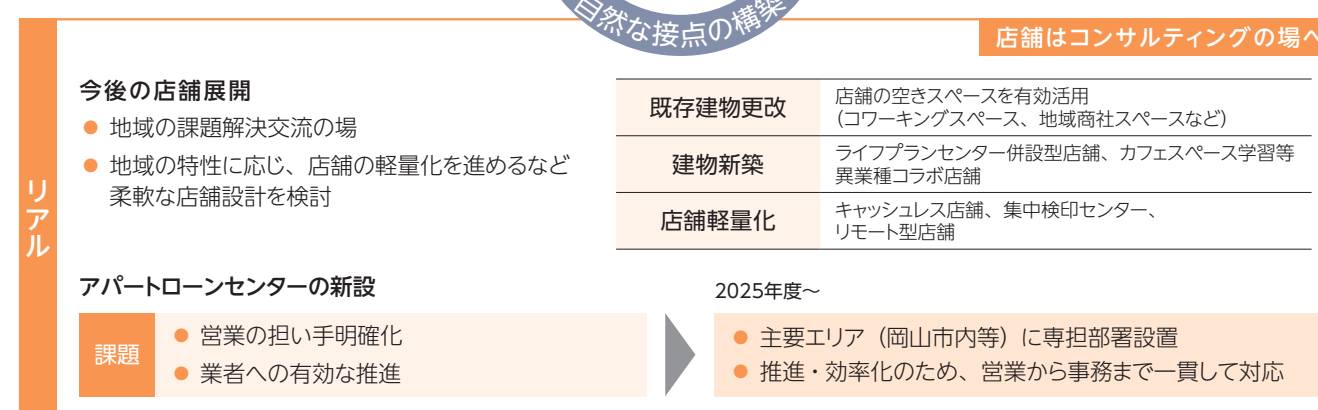 自然な接点の構築
店舗はコンサルティングの場へ
リアル
今後の店舗展開
● 地域の課題解決交流の場
● 地域の特性に応じ、店舗の軽量化を進めるなど
柔軟な店舗設計を検討
既存建物更改
店舗の空きスペースを有効活用
（コワーキングスペース、地域商社スペースなど）
建物新築
ライフプランセンター併設型店舗、カフェスペース学習等
異業種コラボ店舗
店舗軽量化
キャッシュレス店舗、集中検印センター、
リモート型店舗
アパートローンセンターの新設
課題
● 営業の担い手明確化
● 業者への有効な推進
2025年度～
● 主要エリア（岡山市内等）に専担部署設置
● 推進・効率化のため、営業から事務まで一貫して対応